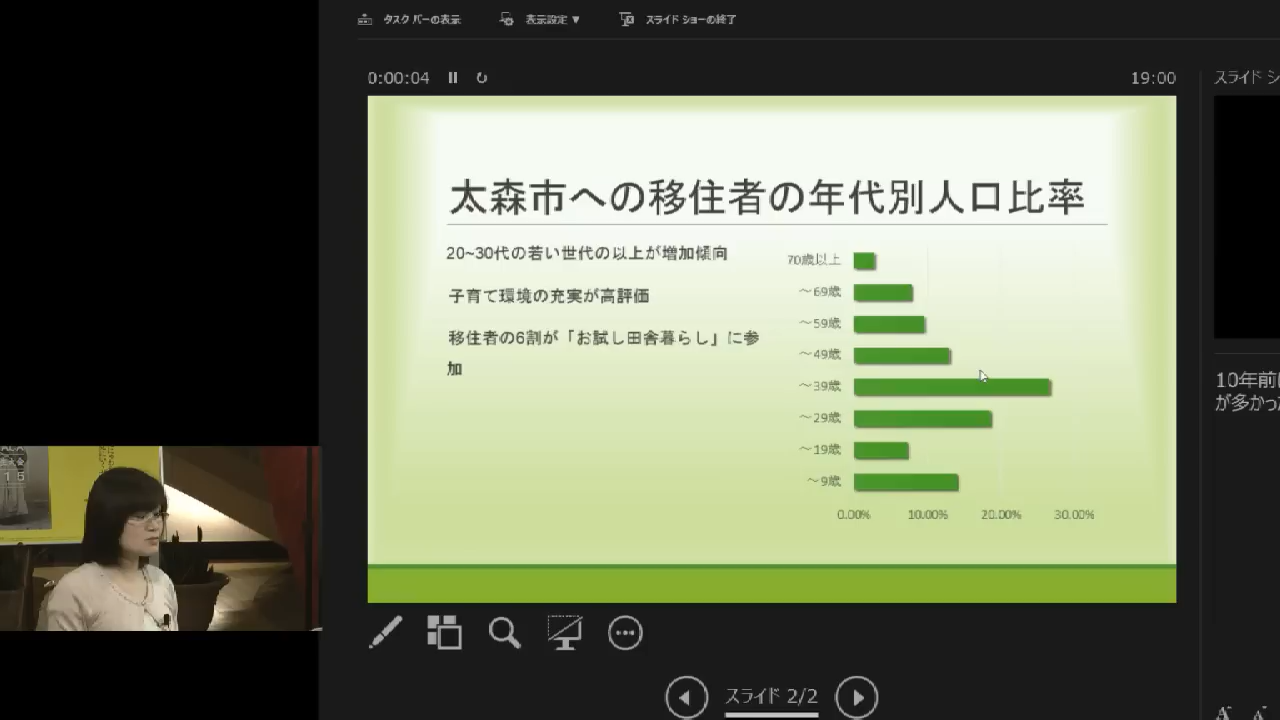 タスク バーの表示
表示設定 ▼
スライド ショーの終了
0:00:04
19:00
スライド シ
太森市への移住者の年代別人口比率
20~30代の若い世代の以上が増加傾向
子育て環境の充実が高評価
移住者の6割が「お試し田舎暮らし」に参
加
70歳以上
～69歳
～59歳
～49歳
～39歳
～29歳
～19歳
～9歳
0.00%
10.00%
20.00%
30.00%
10年前
が多かっ
スライド 2/2